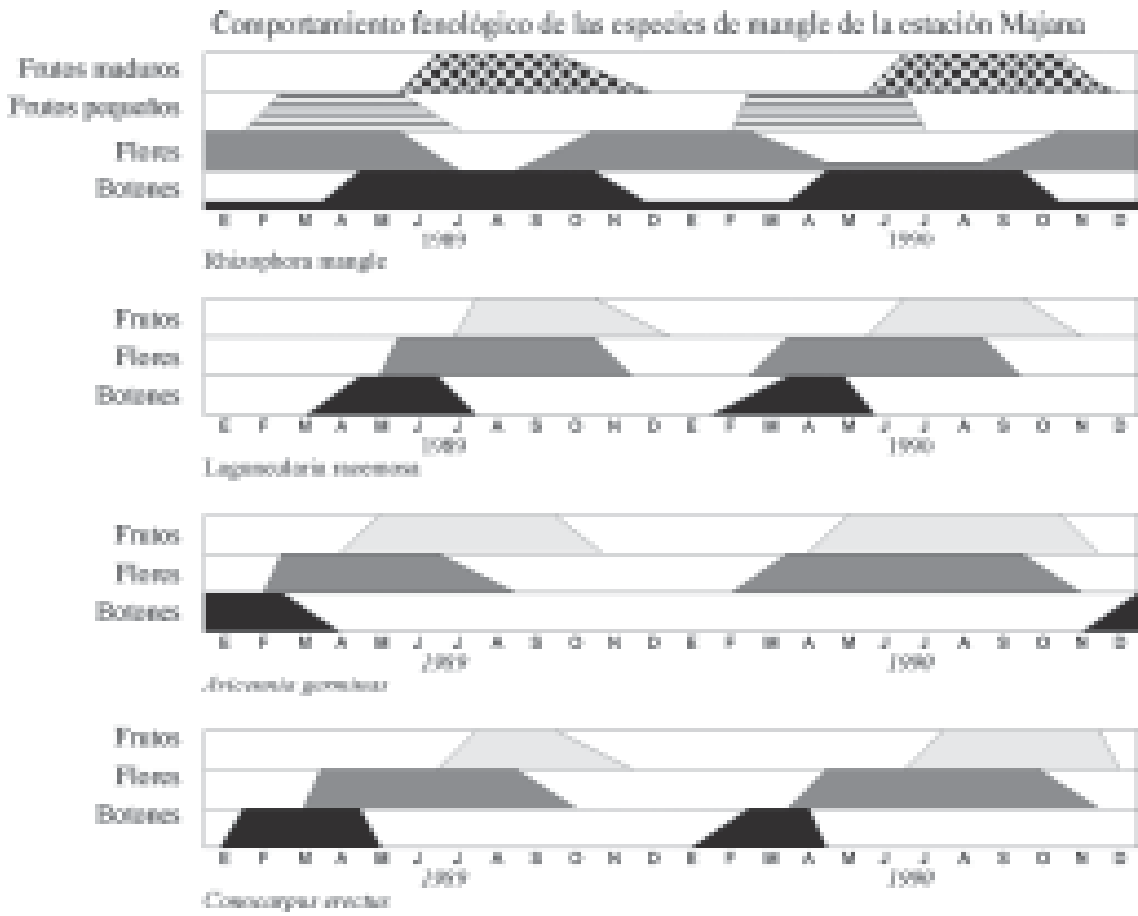 Comportamiento fenológico de las especies de mangle de la estación Majana
Frutos maduros
Frutos pequeños
Flores
Botones
E F M A M J J A S O N D E F M A M J J A S O N D
1989 1990
Rhizophora mangle
Frutos
Flores
Botones
E F M A M J J A S O N D E F M A M J J A S O N D
1989 1990
Laguncularia racemosa
Frutos
Flores
Botones
E F M A M J J A S O N D E F M A M J J A S O N D
1989 1990
Avicennia germinas
Frutos
Flores
Botones
E F M A M J J A S O N D E F M A M J J A S O N D
1989 1990
Conocarpus erectus